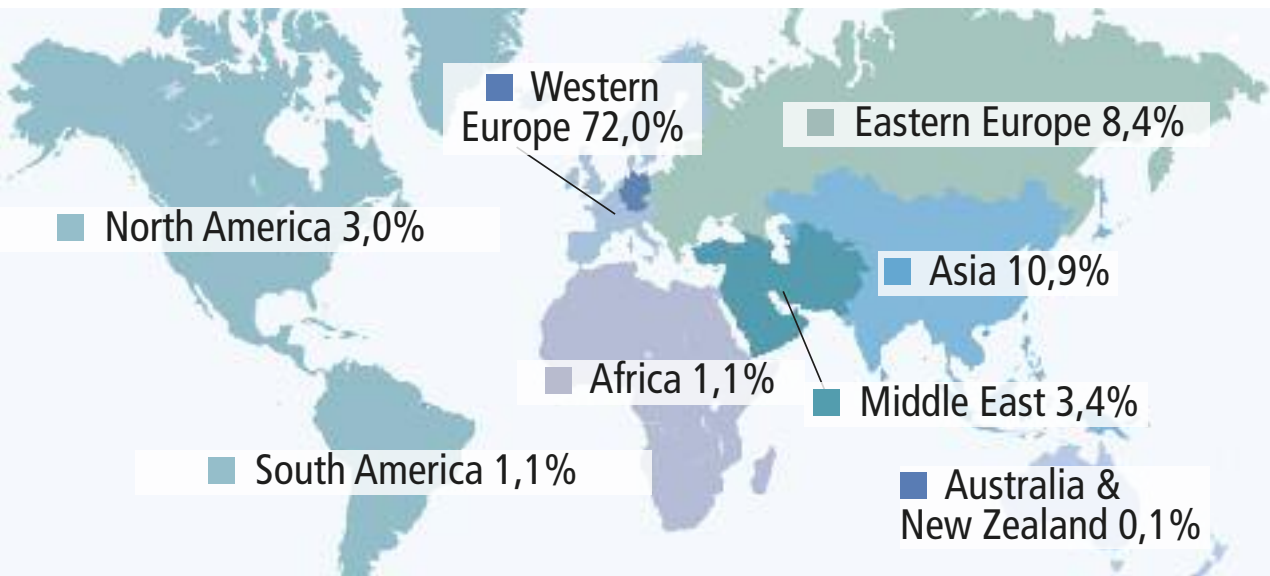 Western
Europe 72,0%
Eastern Europe 8,4%
North America 3,0%
Asia 10,9%
Africa 1,1%
Middle East 3,4%
South America 1,1%
Australia &
New Zealand 0,1%